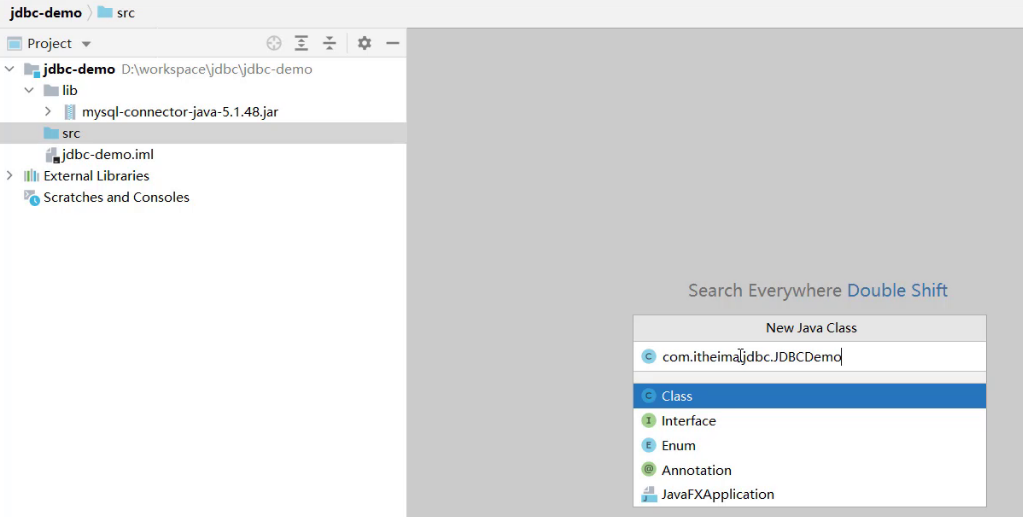 jdbc-demo
src
Project
jdbc-demo D:\workspace\jdbc\jdbc-demo
lib
mysql-connector-java-5.1.48.jar
src
jdbc-demo.iml
External Libraries
Scratches and Consoles
Search Everywhere Double Shift
New Java Class
com.itheima.jdbc.JDBCDemo
Class
Interface
Enum
Annotation
JavaFXApplication